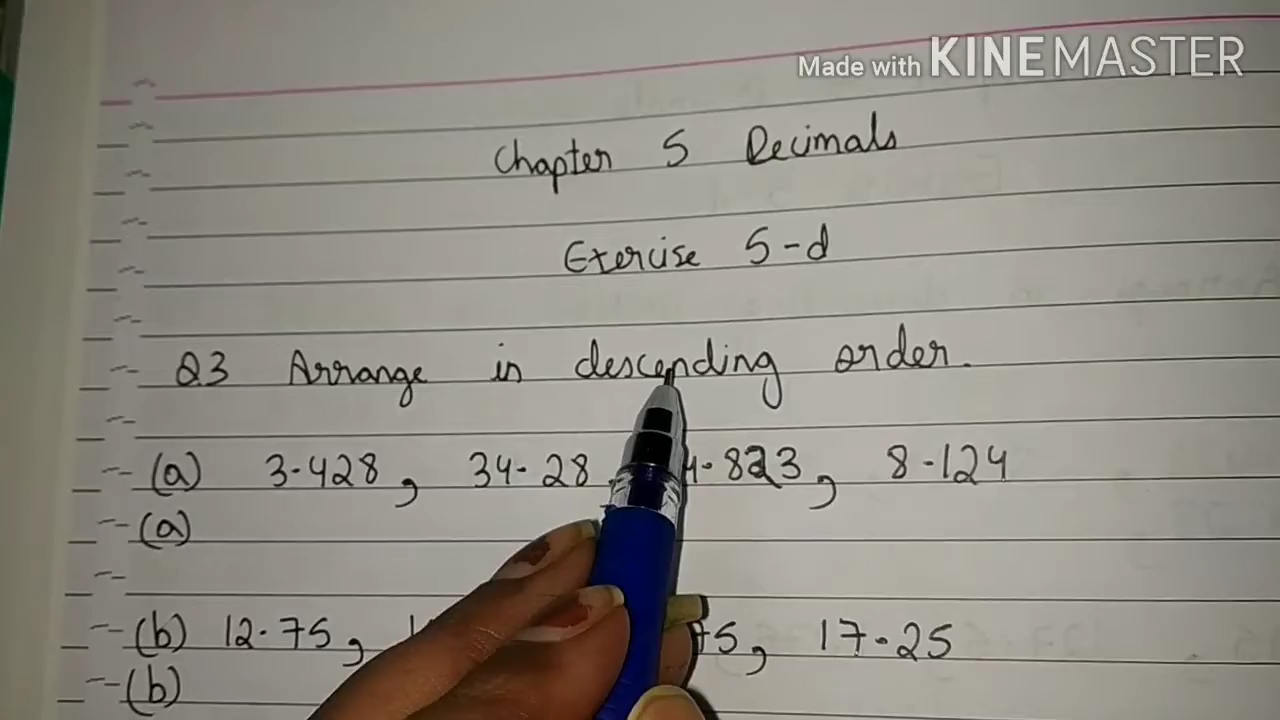 Made with KINEMASTER
Chapter 5 Decimals
Exercise 5-d
Q3 Arrange in descending order.
(a) 3.428, 34.28 4.823, 8.124
(a)
(b) 12.75, 17.25
(b)